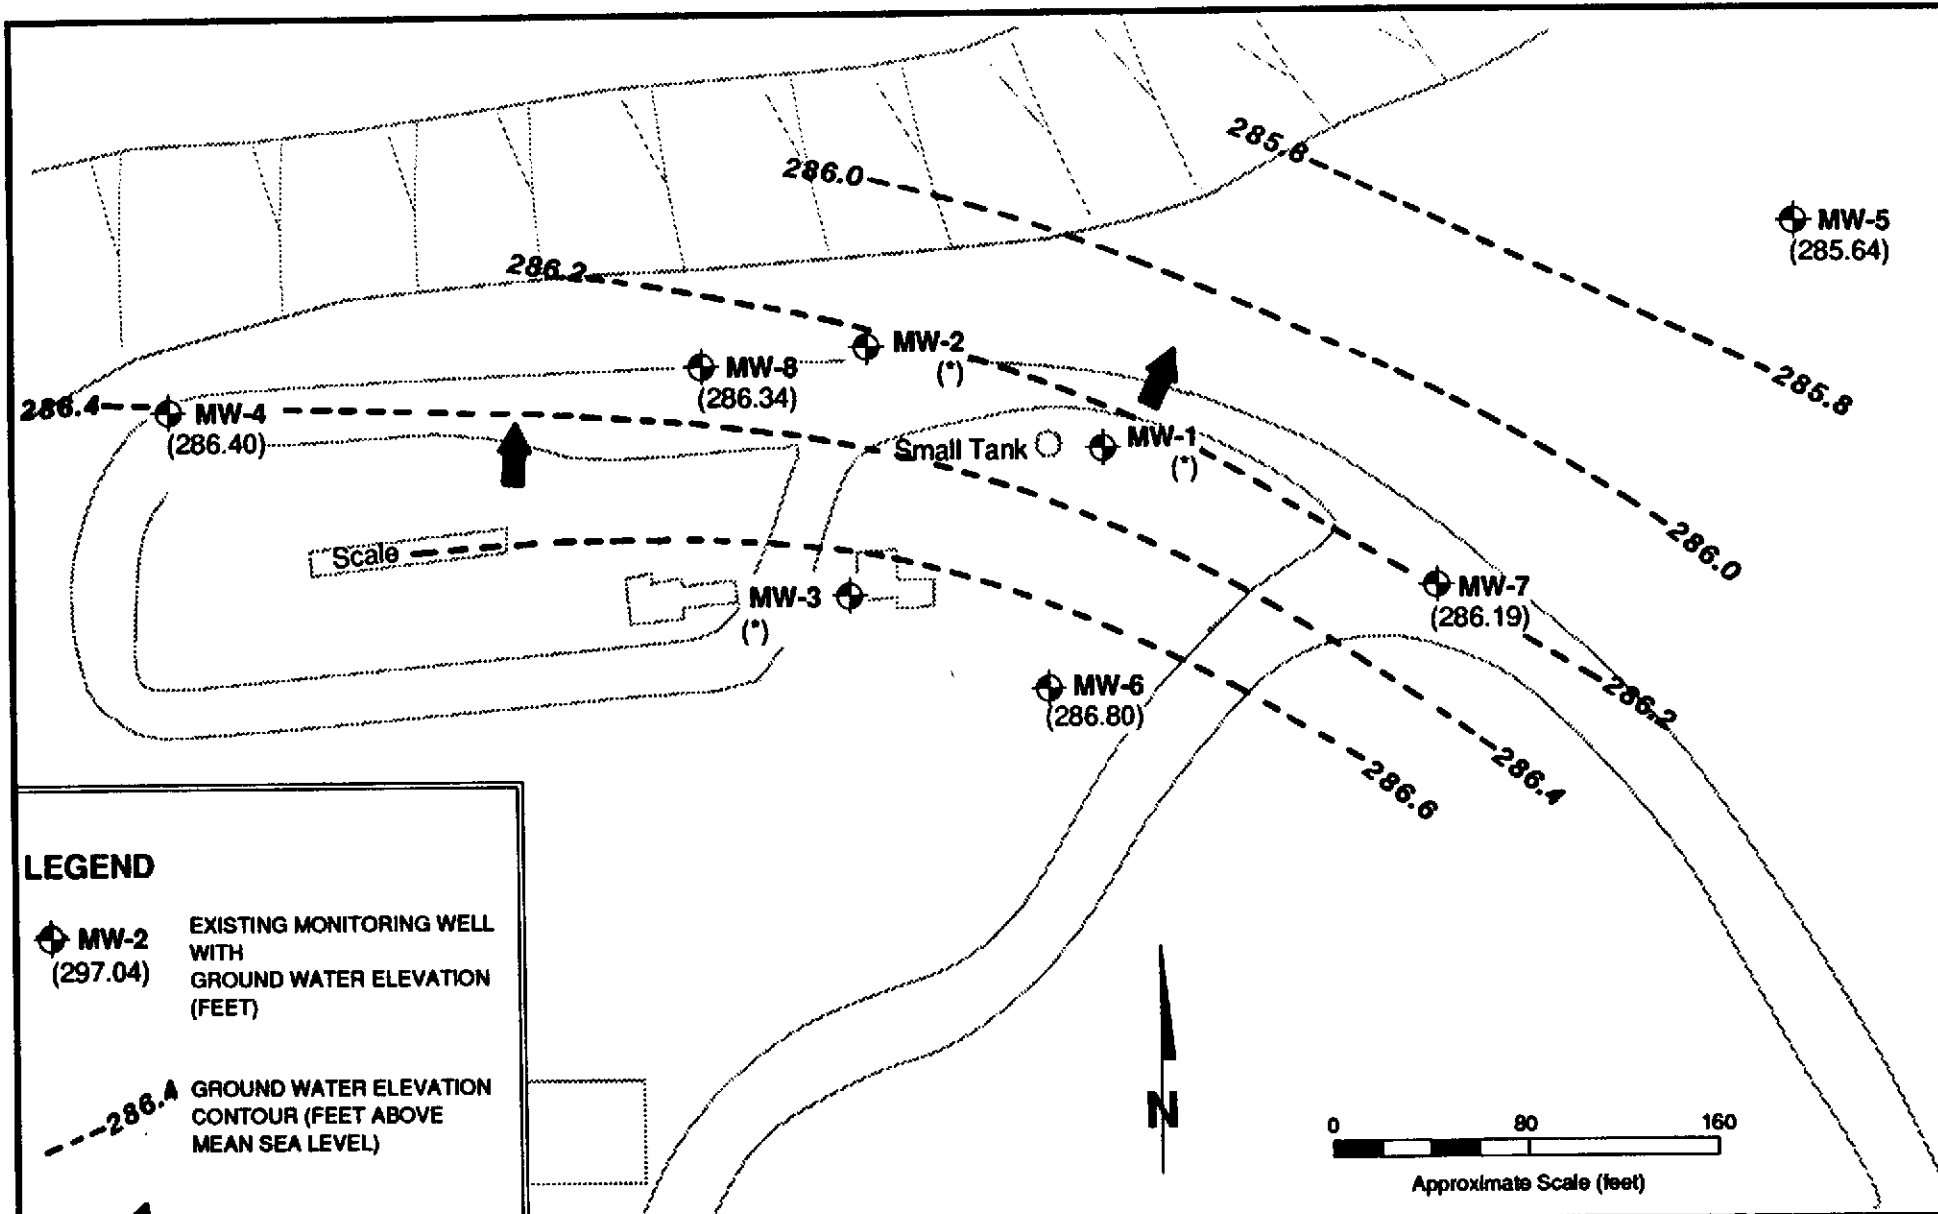 285.8
286.0
MW-5
(285.64)
286.2
MW-2
(*)
MW-8
(286.34)
285.8
286.4
MW-4
(286.40)
Small Tank
MW-1
(*)
286.0
Scale
MW-3
(*)
MW-7
(286.19)
MW-6
(286.80)
286.2
286.4
286.6
LEGEND
MW-2
(297.04)
EXISTING MONITORING WELL
WITH
GROUND WATER ELEVATION
(FEET)
286.4
GROUND WATER ELEVATION
CONTOUR (FEET ABOVE
MEAN SEA LEVEL)
N
0 80 160
Approximate Scale (feet)